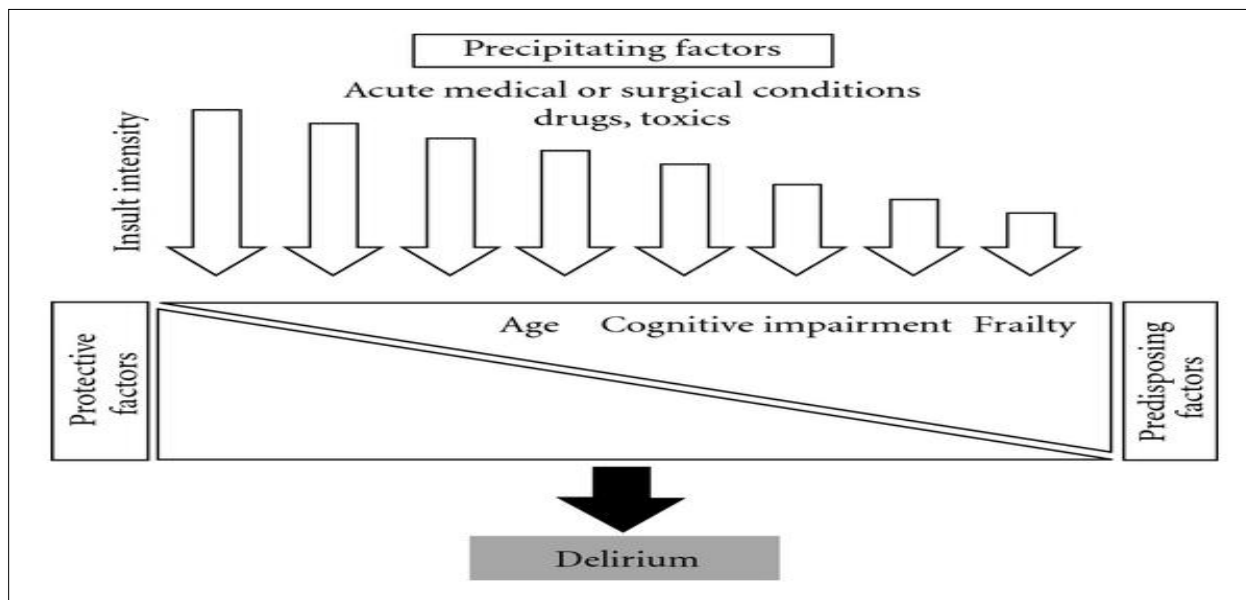 Precipitating factors
Acute medical or surgical conditions
drugs, toxics
Insult intensity
Protective
factors
Age Cognitive impairment Frailty
Predisposing
factors
Delirium